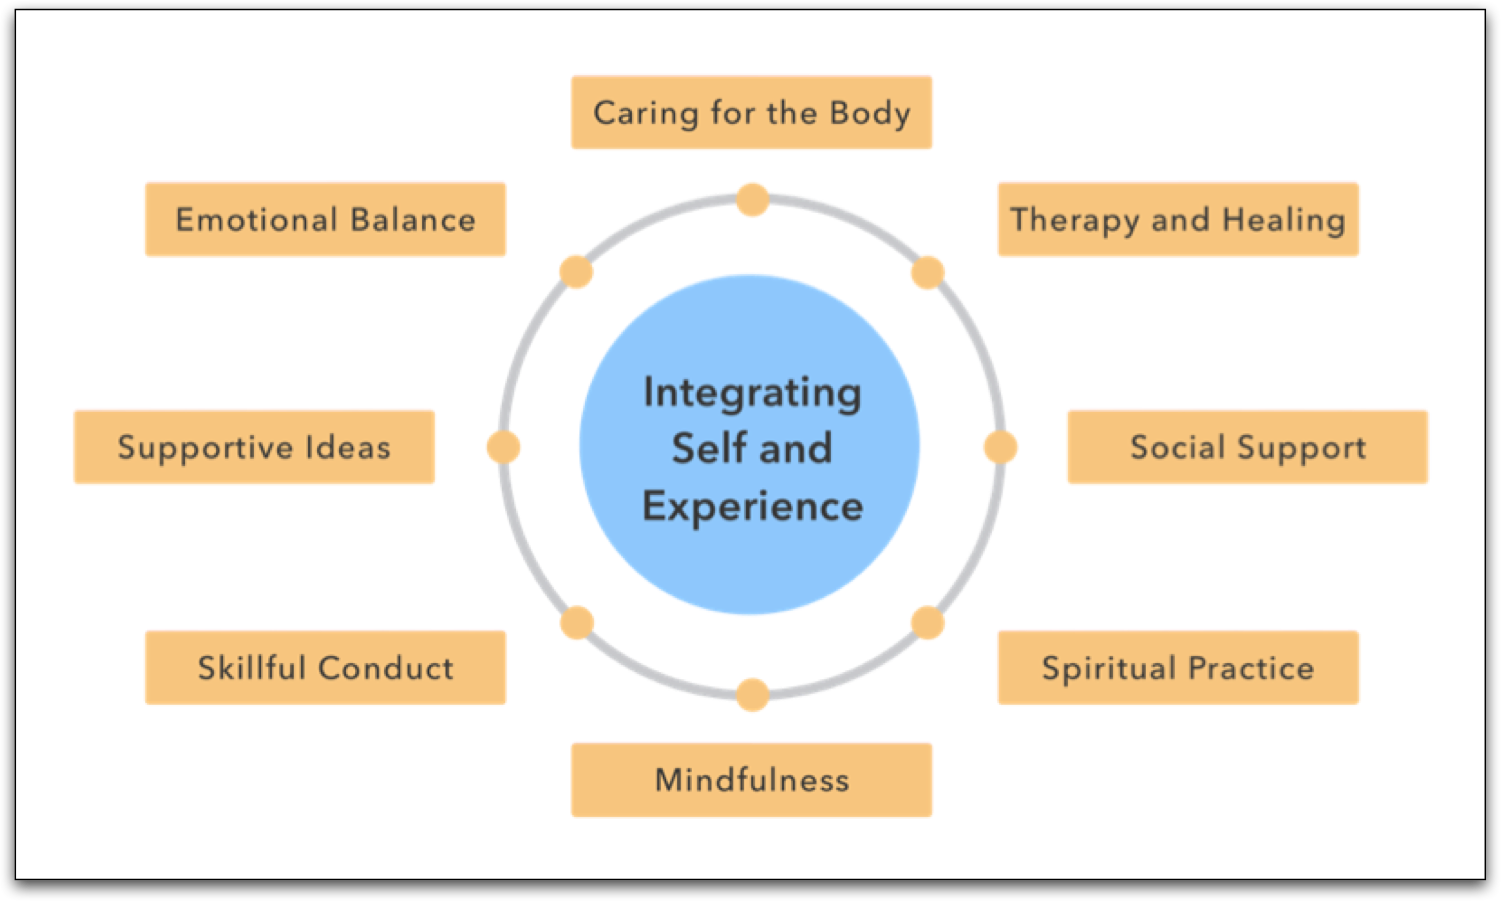 Caring for the Body
Emotional Balance
Therapy and Healing
Integrating
Self and
Experience
Supportive Ideas
Social Support
Skillful Conduct
Spiritual Practice
Mindfulness